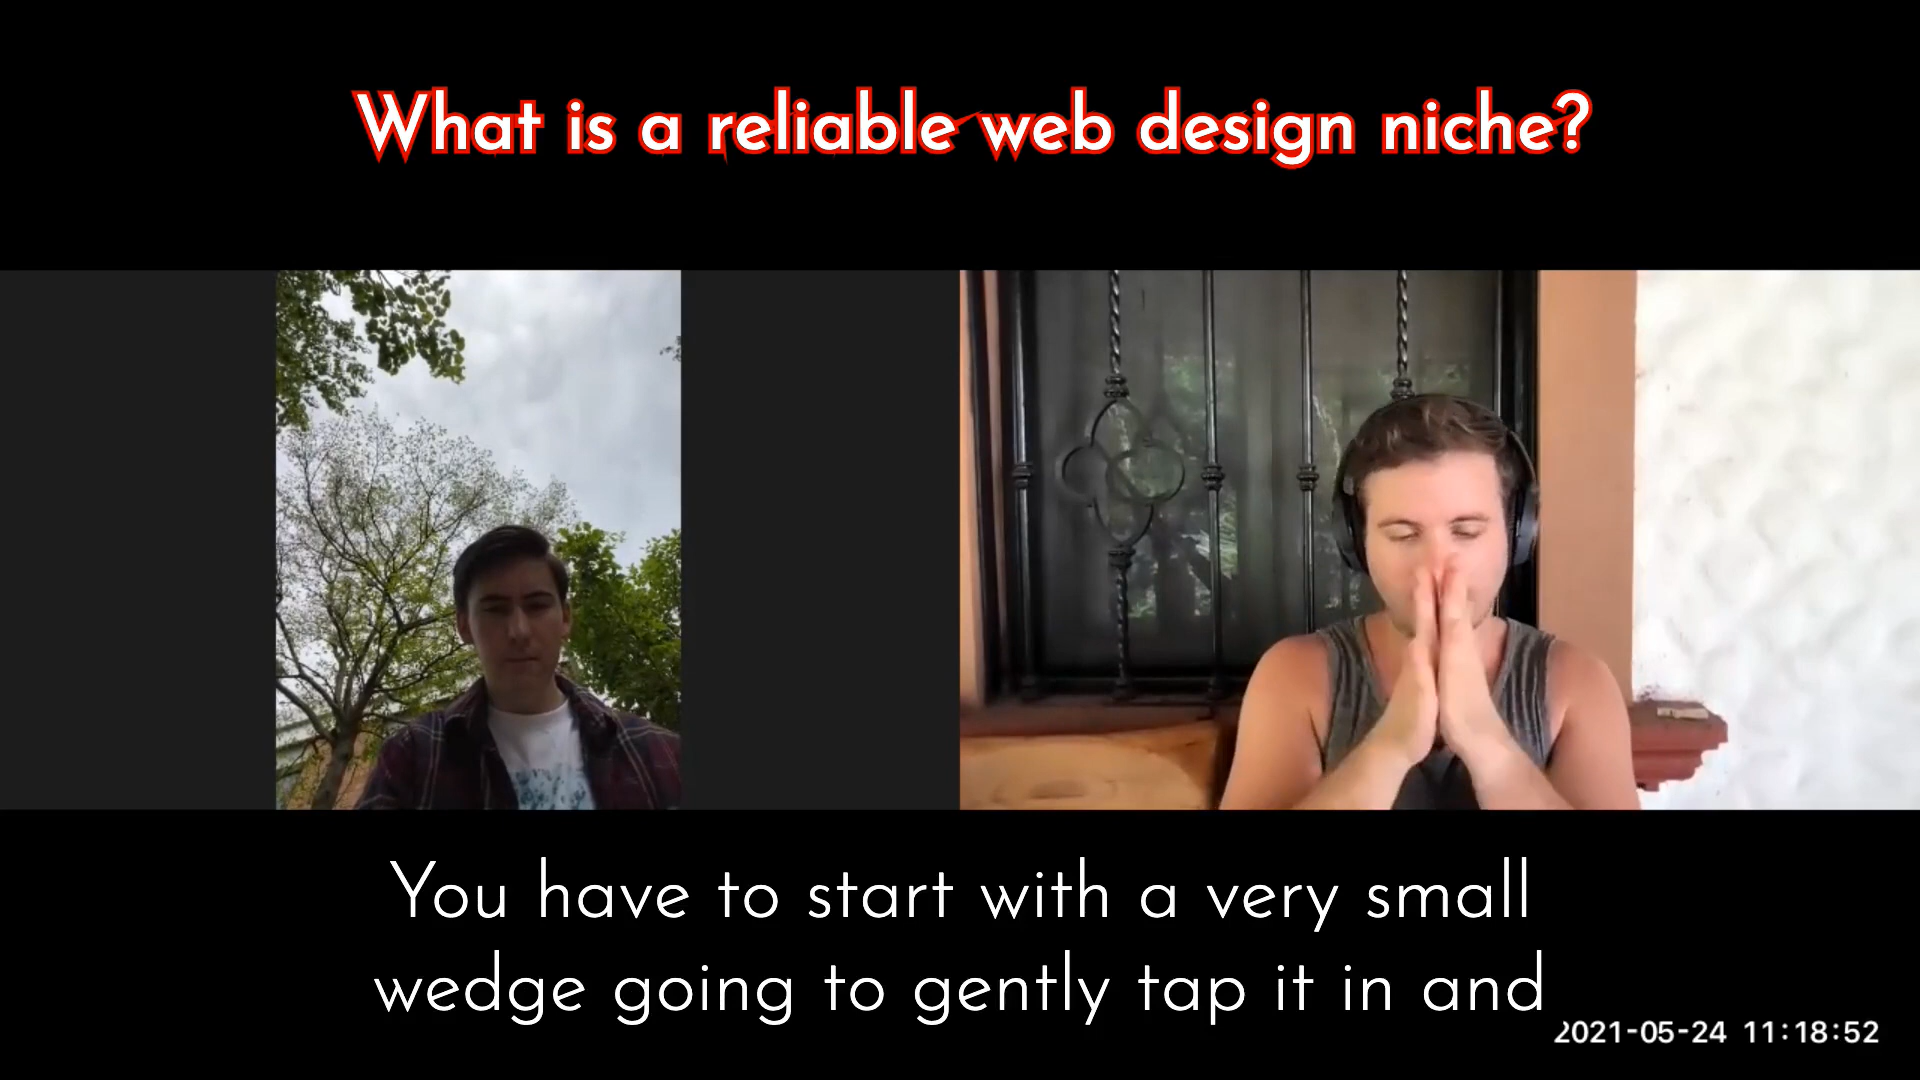 What is a reliable web design niche?
You have to start with a very small
wedge going to gently tap it in and
2021-05-24 11:18:52